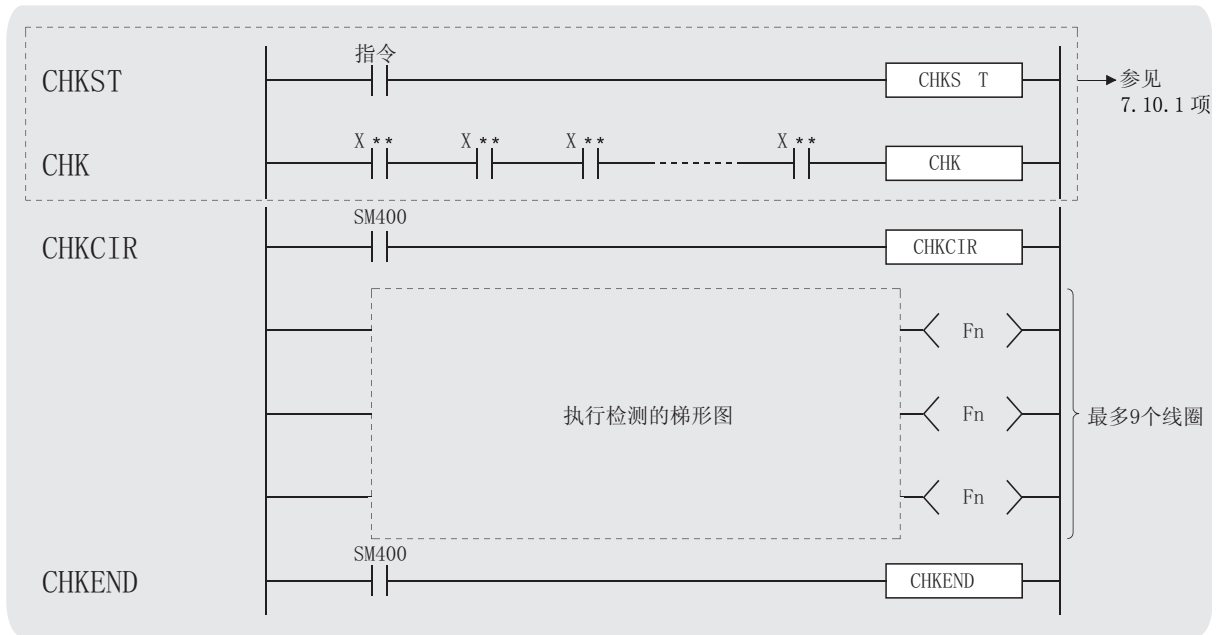 指令
CHKST
CHKS T
参见
7.10.1 项
X ** X ** X ** X **
CHK
CHK
SM400
CHKCIR
CHKCIR
Fn
执行检测的梯形图
Fn
最多9个线圈
Fn
SM400
CHKEND
CHKEND